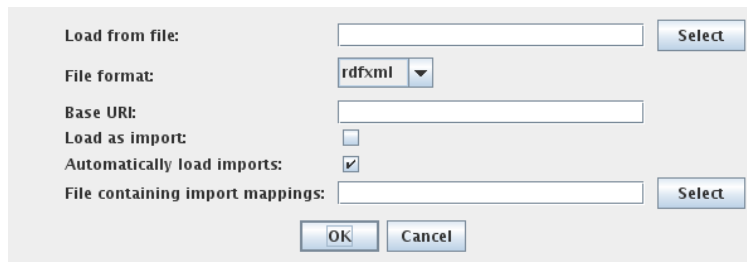 Load from file: Select
File format: rdfxml
Base URI:
Load as import:
Automatically load imports:
File containing import mappings: Select
OK Cancel